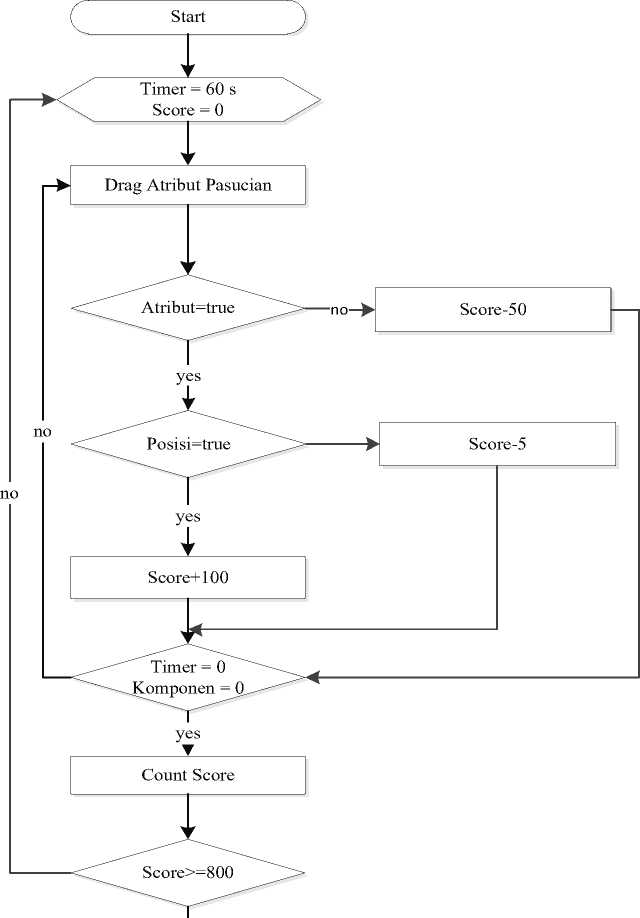 Start
Timer = 60 s
Score = 0
Drag Atribut Pasucian
Atribut=true
no
Score-50
yes
no
Posisi=true
Score-5
no
yes
Score+100
Timer = 0
Komponen = 0
yes
Count Score
Score>=800